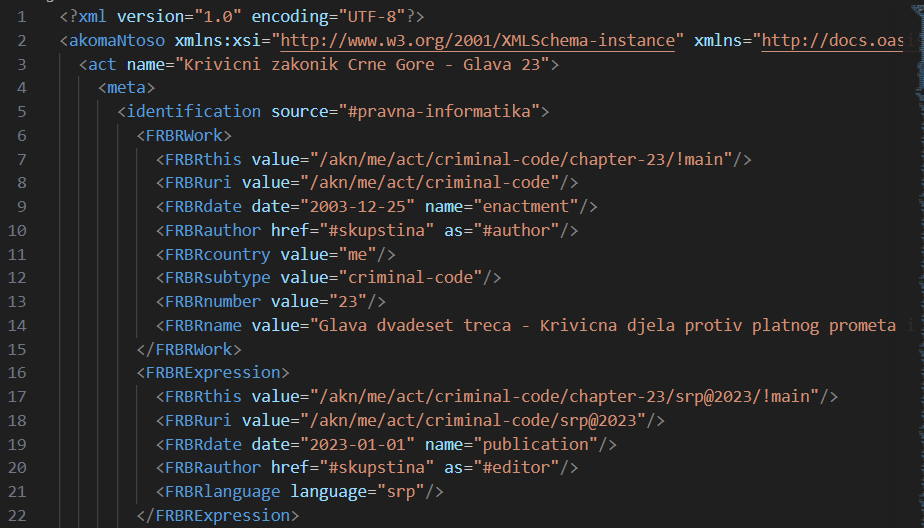 1 <?xml version="1.0" encoding="UTF-8"?>
2 <akomaNtoso xmlns:xsi="http://www.w3.org/2001/XMLSchema-instance" xmlns="http://docs.oas
3 <act name="Krivicni zakonik Crne Gore - Glava 23">
4 <meta>
5 <identification source="#pravna-informatika">
6 <FRBRWork>
7 <FRBRthis value="/akn/me/act/criminal-code/chapter-23/!main"/>
8 <FRBRuri value="/akn/me/act/criminal-code"/>
9 <FRBRdate date="2003-12-25" name="enactment"/>
10 <FRBRauthor href="#skupstina" as="#author"/>
11 <FRBRcountry value="me"/>
12 <FRBRsubtype value="criminal-code"/>
13 <FRBRnumber value="23"/>
14 <FRBRname value="Glava dvadeset treca - Krivicna djela protiv platnog prometa i
15 </FRBRWork>
16 <FRBRExpression>
17 <FRBRthis value="/akn/me/act/criminal-code/chapter-23/srp@2023/!main"/>
18 <FRBRuri value="/akn/me/act/criminal-code/srp@2023"/>
19 <FRBRdate date="2023-01-01" name="publication"/>
20 <FRBRauthor href="#skupstina" as="#editor"/>
21 <FRBRlanguage language="srp"/>
22 </FRBRExpression>